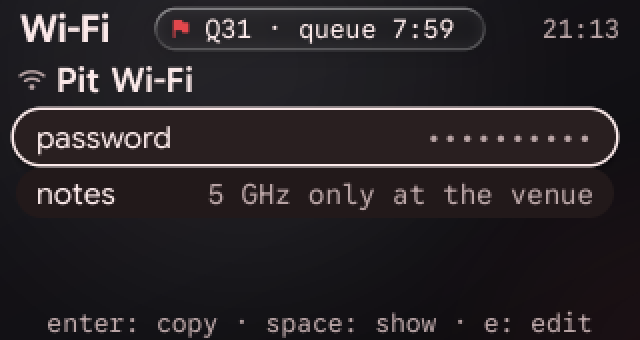 Wi-Fi Q31 · queue 7:59 21:13
Pit Wi-Fi
password ••••••••••
notes 5 GHz only at the venue
enter: copy · space: show · e: edit